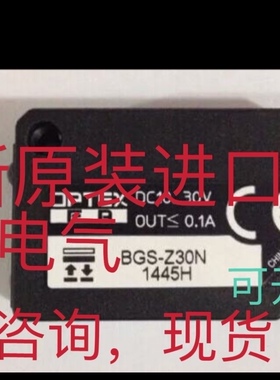 新原装进口
OPTEX DC10-30V
F A
OUT≤ 0.1A
电气
BGS-Z30N
1445H
可开
咨询，现货